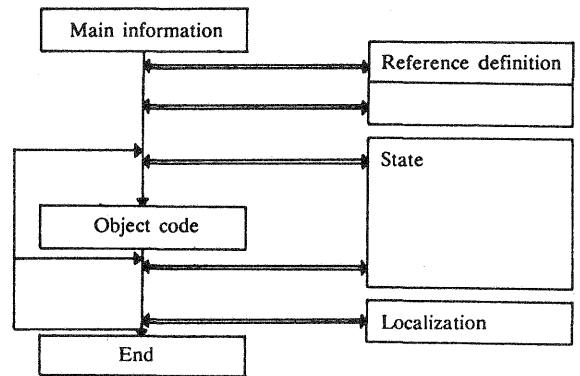 Main information
Reference definition
State
Object code
Localization
End